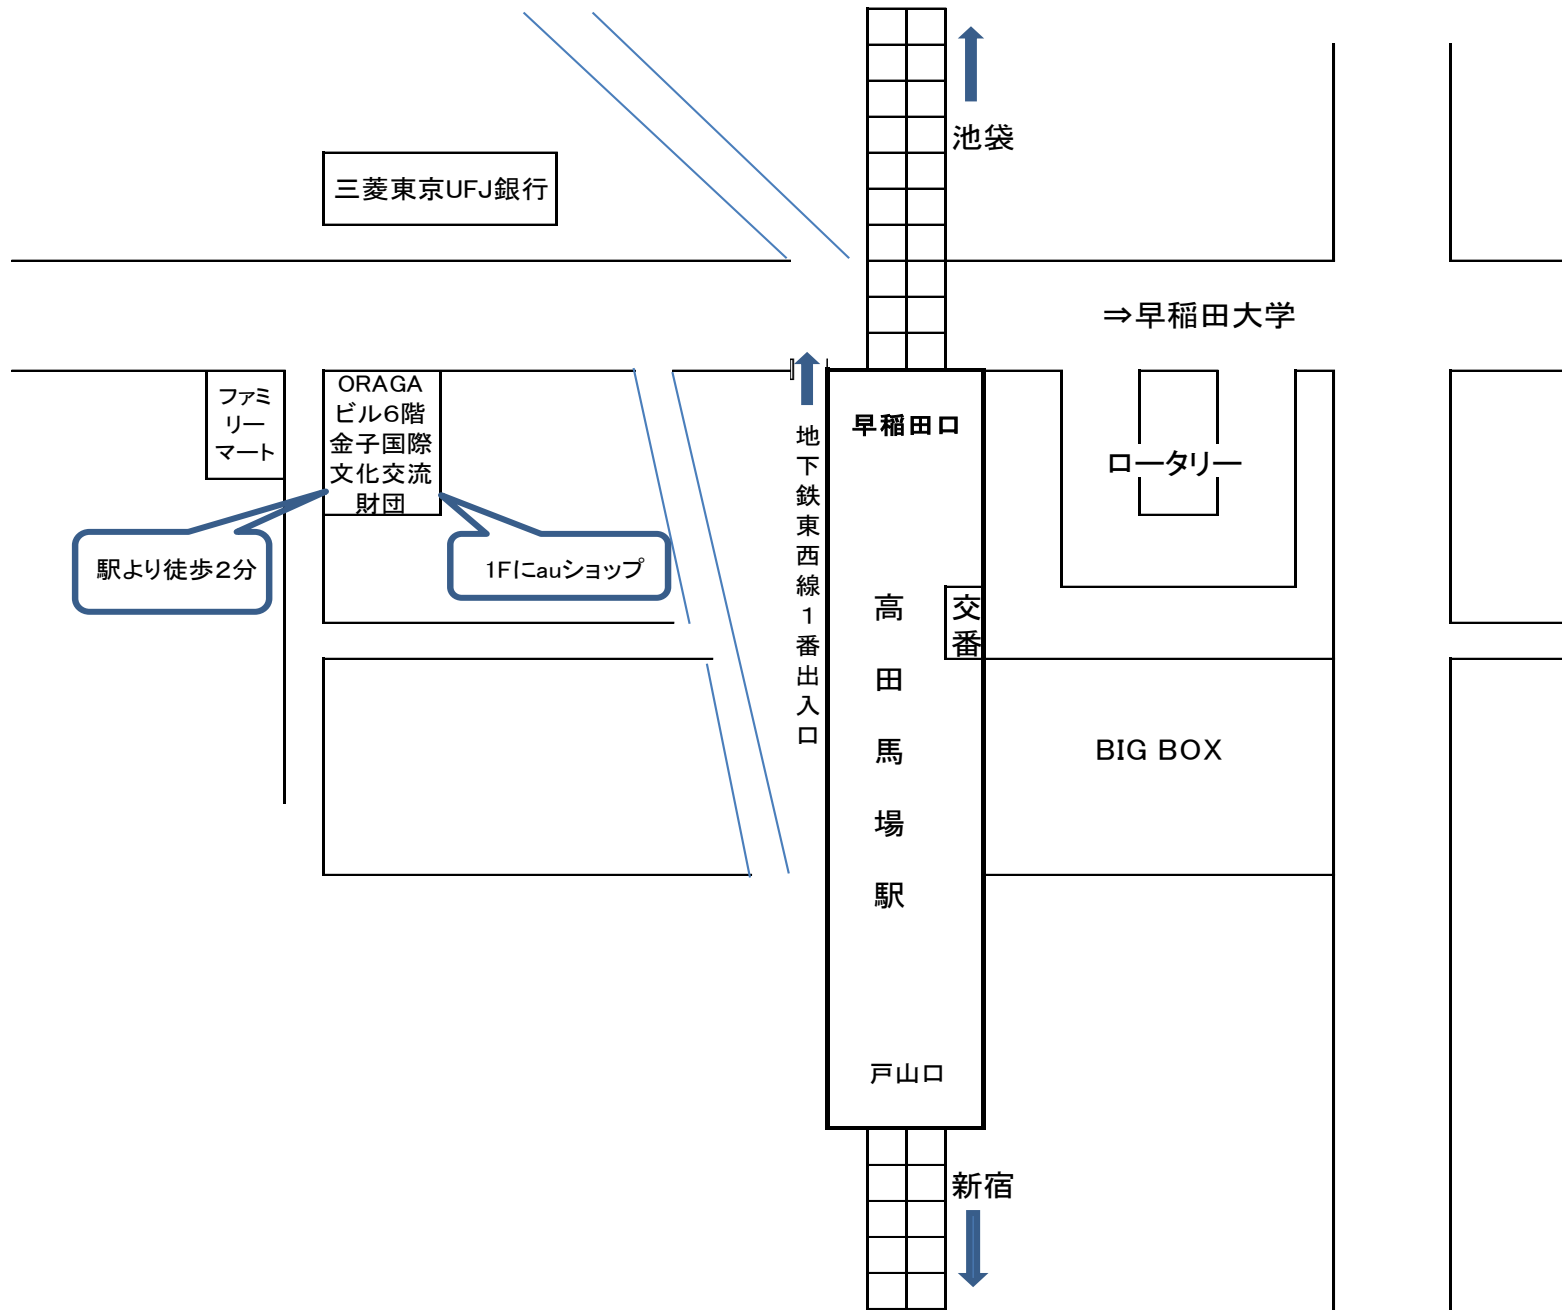 池袋
三菱東京UFJ銀行
⇒早稲田大学
ファミ
リー
マート
ORAGA
ビル6階
金子国際
文化交流
財団
早稲田口
ロータリー
駅より徒歩2分
1Fにauショップ
地下鉄東西線1番出入口
高田馬場駅
交番
BIG BOX
戸山口
新宿